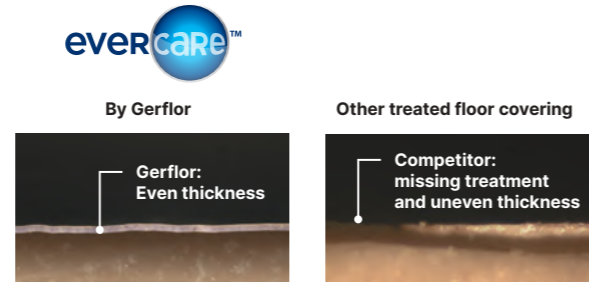 evercare™
By Gerflor
Other treated floor covering
Gerflor:
Even thickness
Competitor:
missing treatment
and uneven thickness